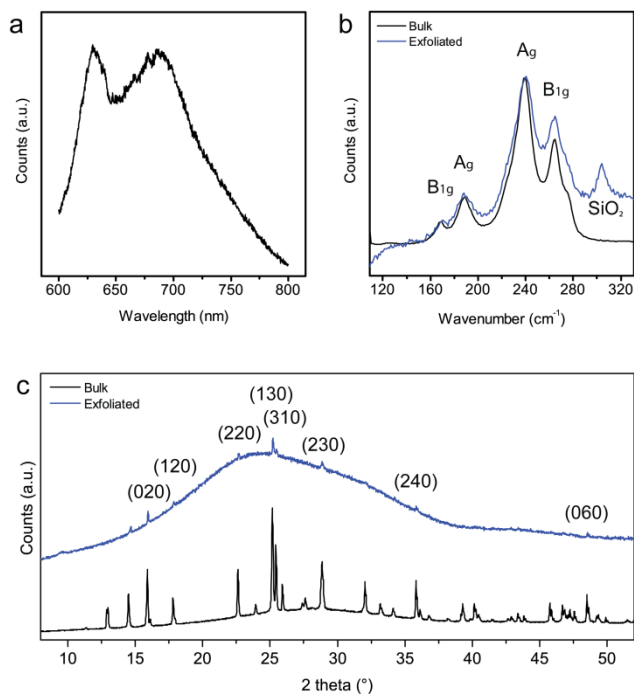 a
Counts (a.u.)
600 650 700 750 800
Wavelength (nm)
b
Bulk
Exfoliated
Counts (a.u.)
B1g
Ag
Ag
B1g
SiO₂
120 160 200 240 280 320
Wavenumber (cm⁻¹)
c
Bulk
Exfoliated
Counts (a.u.)
(020)
(120)
(220)
(130)
(310)
(230)
(240)
(060)
10 15 20 25 30 35 40 45 50
2 theta (°)